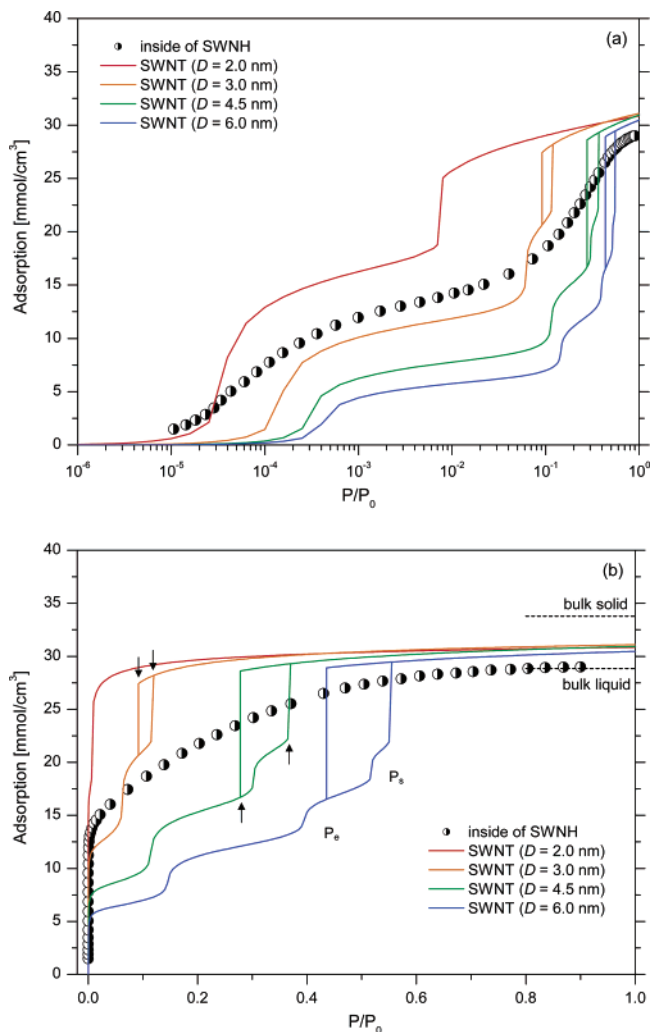 (a)
inside of SWNH
SWNT (D = 2.0 nm)
SWNT (D = 3.0 nm)
SWNT (D = 4.5 nm)
SWNT (D = 6.0 nm)
Adsorption [mmol/cm³]
40
35
30
25
20
15
10
5
0
10⁻⁶ 10⁻⁵ 10⁻⁴ 10⁻³ 10⁻² 10⁻¹ 10⁰
P/P₀
(b)
bulk solid
bulk liquid
Pₛ
Pₑ
inside of SWNH
SWNT (D = 2.0 nm)
SWNT (D = 3.0 nm)
SWNT (D = 4.5 nm)
SWNT (D = 6.0 nm)
Adsorption [mmol/cm³]
40
35
30
25
20
15
10
5
0
0.0 0.2 0.4 0.6 0.8 1.0
P/P₀